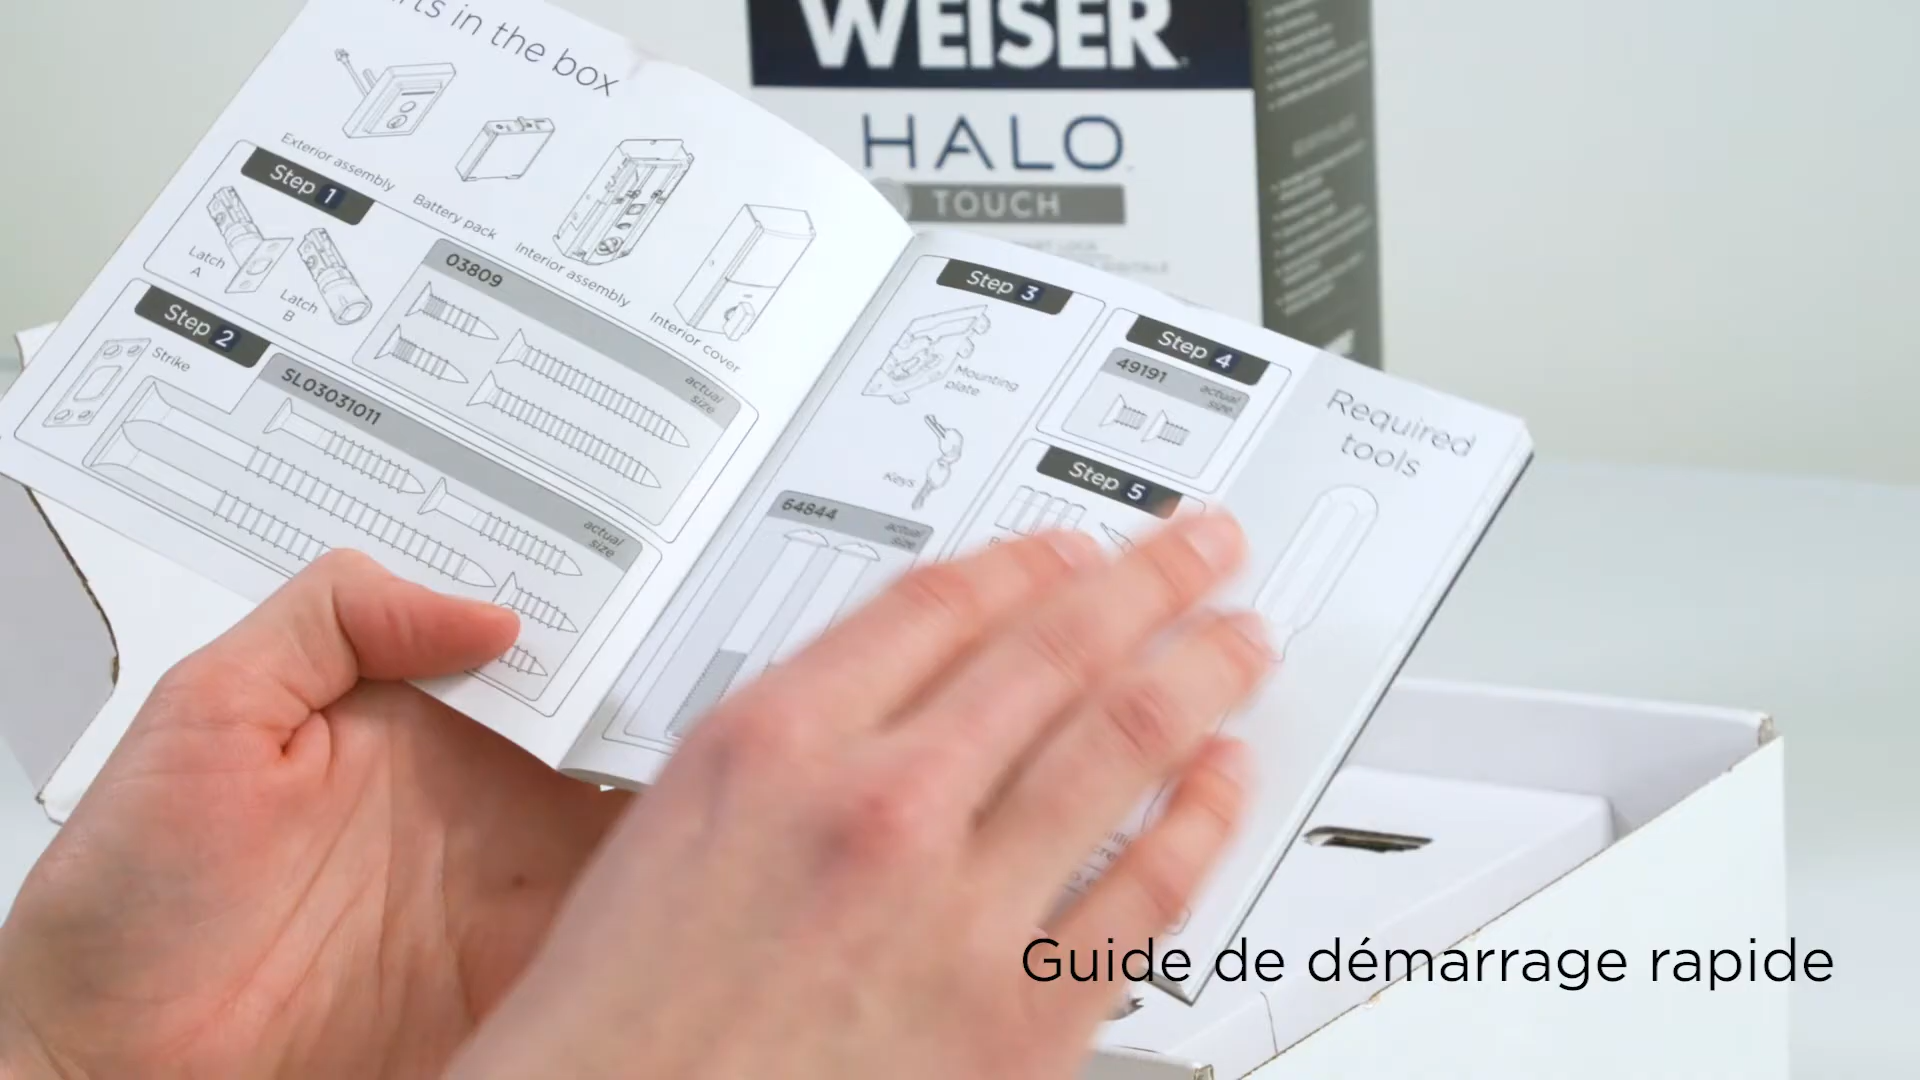 WEISER
HALO
TOUCH
in the box
Exterior assembly
Battery pack
Interior assembly
Interior cover
Step 1
Latch
A
Latch
B
03809
actual
size
Step 2
Strike
SL03031011
actual
size
Step 3
Mounting
plate
Keys
64844
actual
size
Step 4
49191
actual
size
Step 5
Required
tools
Guide de démarrage rapide